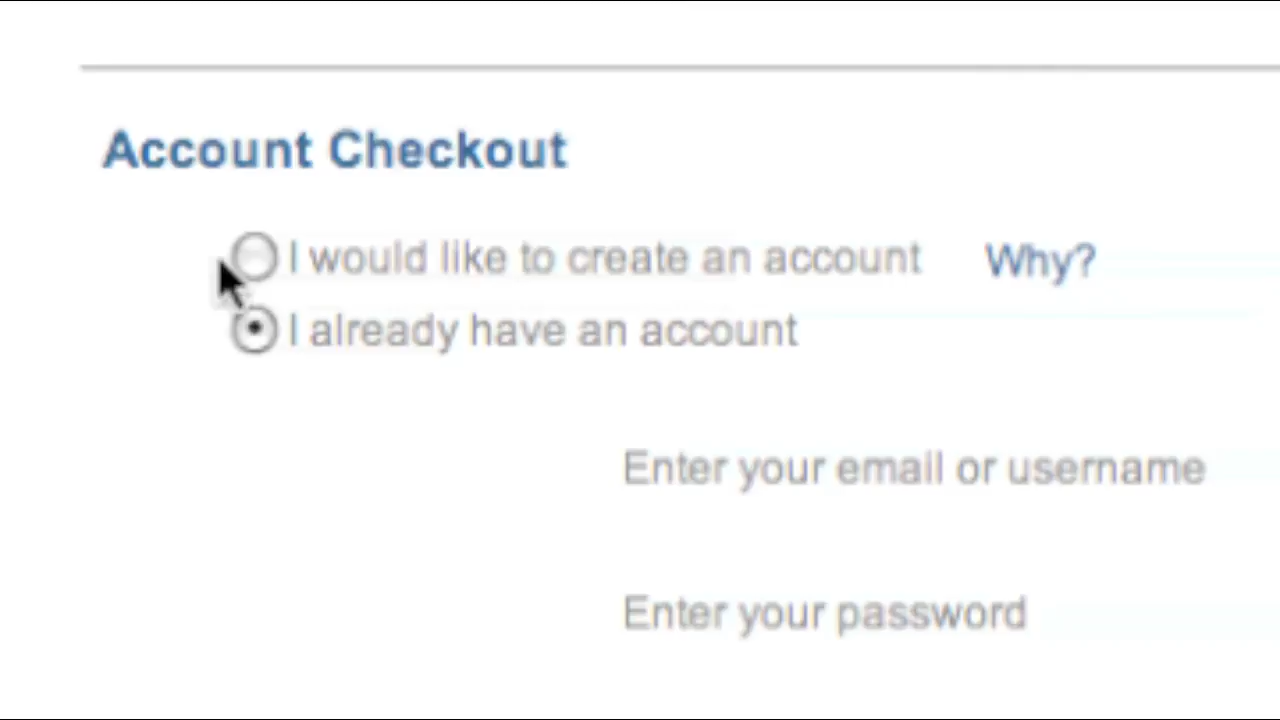 Account Checkout
I would like to create an account Why?
I already have an account
Enter your email or username
Enter your password